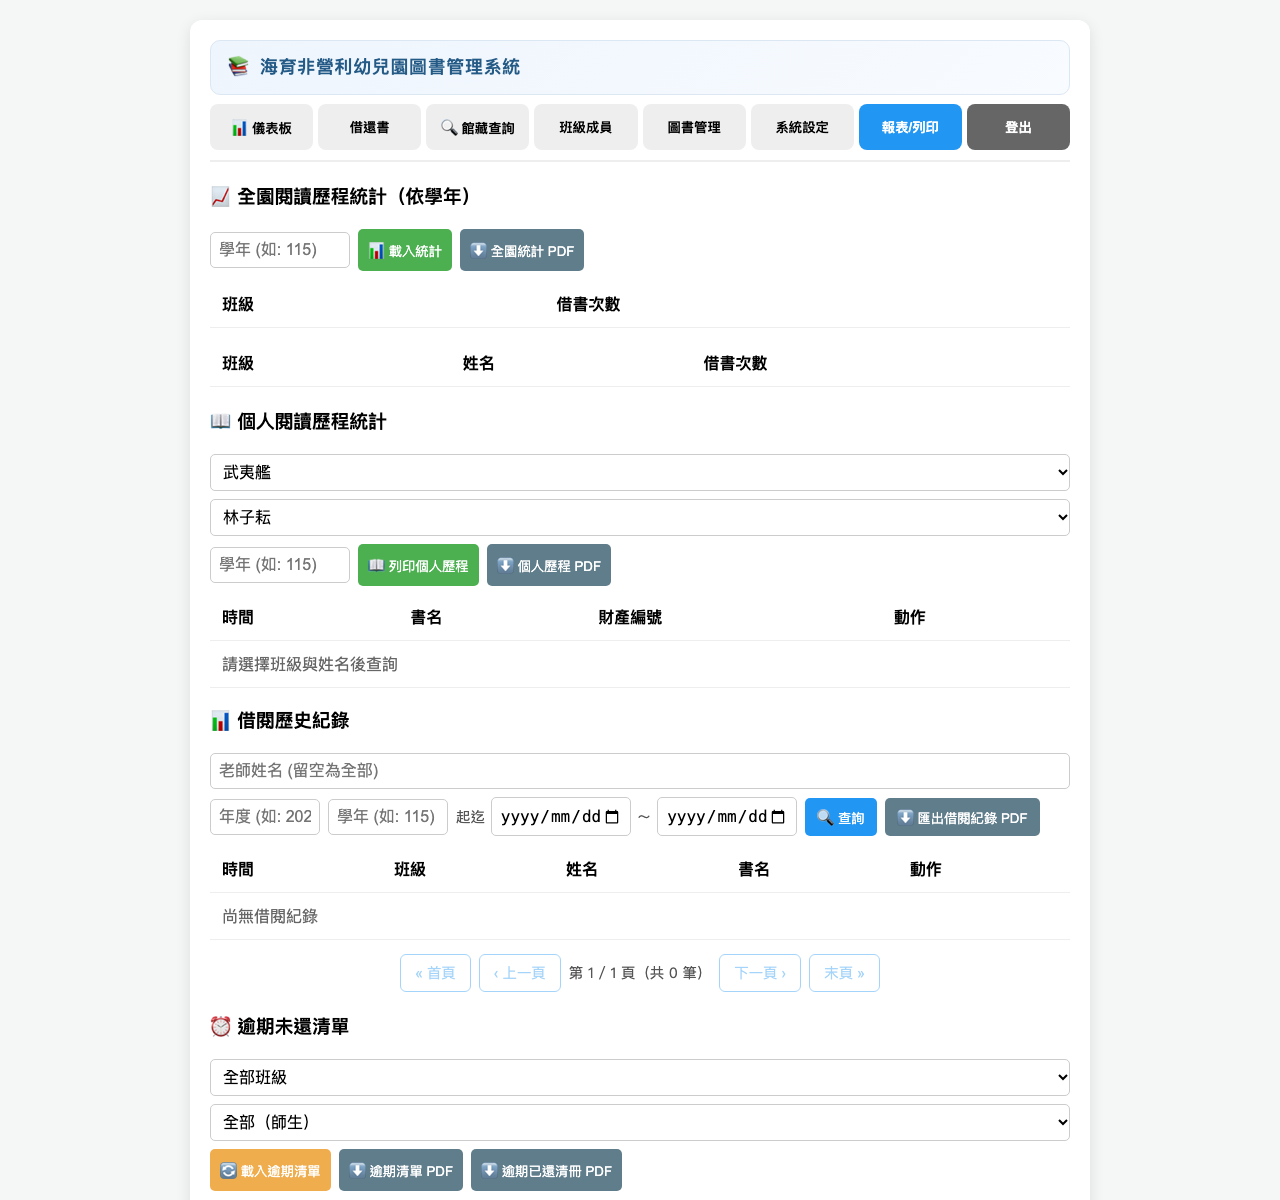 📚 海育非營利幼兒園圖書管理系統
📊 儀表板 借還書 🔍 館藏查詢 班級成員 圖書管理 系統設定 報表/列印 登出
📈 全園閱讀歷程統計（依學年）
學年 (如: 115) 📊 載入統計 ⬇️ 全園統計 PDF
班級 借書次數
班級 姓名 借書次數
📖 個人閱讀歷程統計
武夷艦
林子耘
學年 (如: 115) 📖 列印個人歷程 ⬇️ 個人歷程 PDF
時間 書名 財產編號 動作
請選擇班級與姓名後查詢
📊 借閱歷史紀錄
老師姓名 (留空為全部)
年度 (如: 202 學年 (如: 115) 起迄 yyyy/mm/dd ～ yyyy/mm/dd 🔍 查詢 ⬇️ 匯出借閱紀錄 PDF
時間 班級 姓名 書名 動作
尚無借閱紀錄
« 首頁 ‹ 上一頁 第 1 / 1 頁（共 0 筆） 下一頁 › 末頁 »
⏰ 逾期未還清單
全部班級
全部（師生）
🔄 載入逾期清單 ⬇️ 逾期清單 PDF ⬇️ 逾期已還清冊 PDF